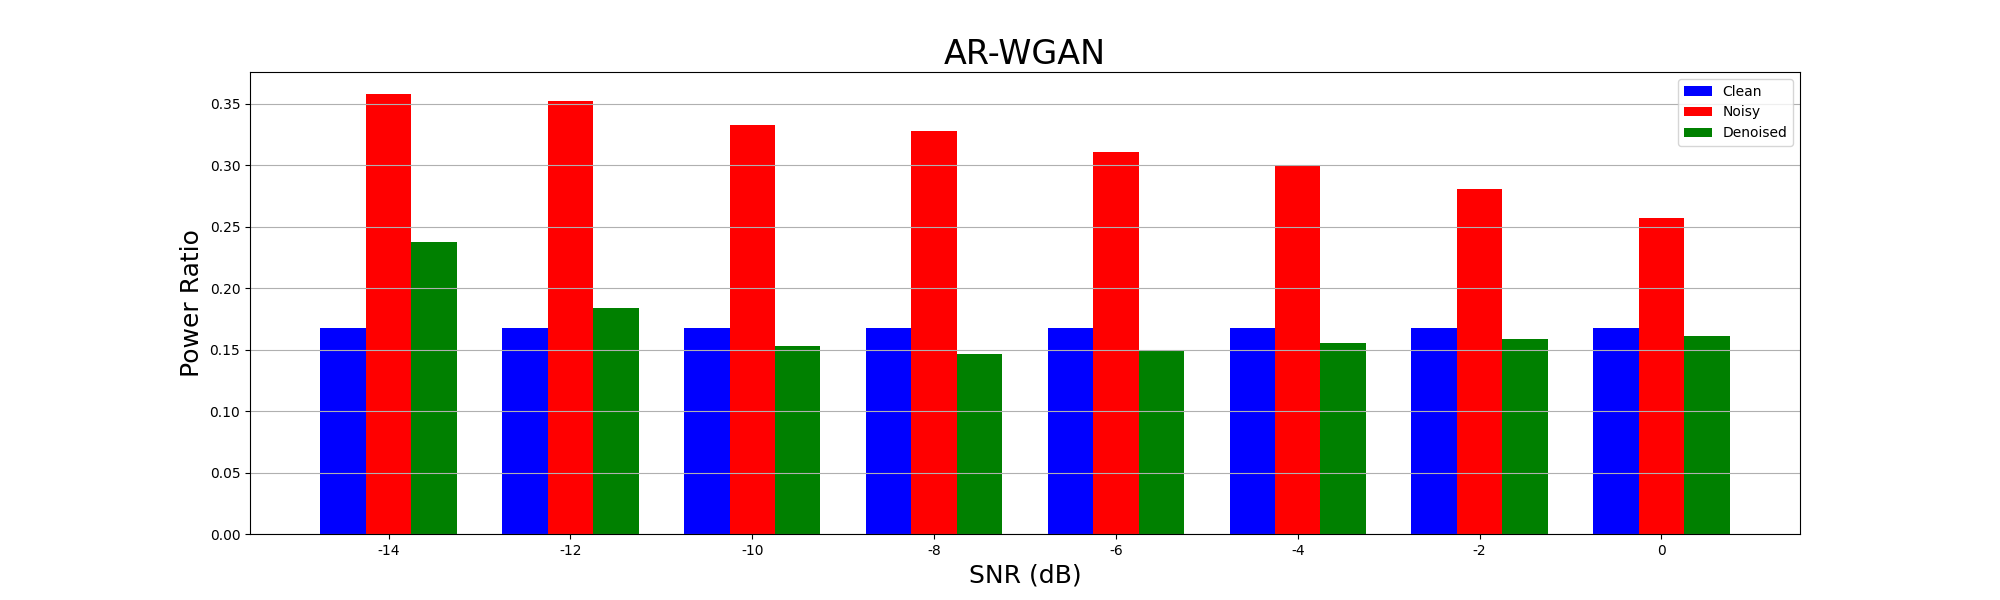 AR-WGAN
Clean
Noisy
Denoised
Power Ratio
0.35
0.30
0.25
0.20
0.15
0.10
0.05
0.00
-14 -12 -10 -8 -6 -4 -2 0
SNR (dB)